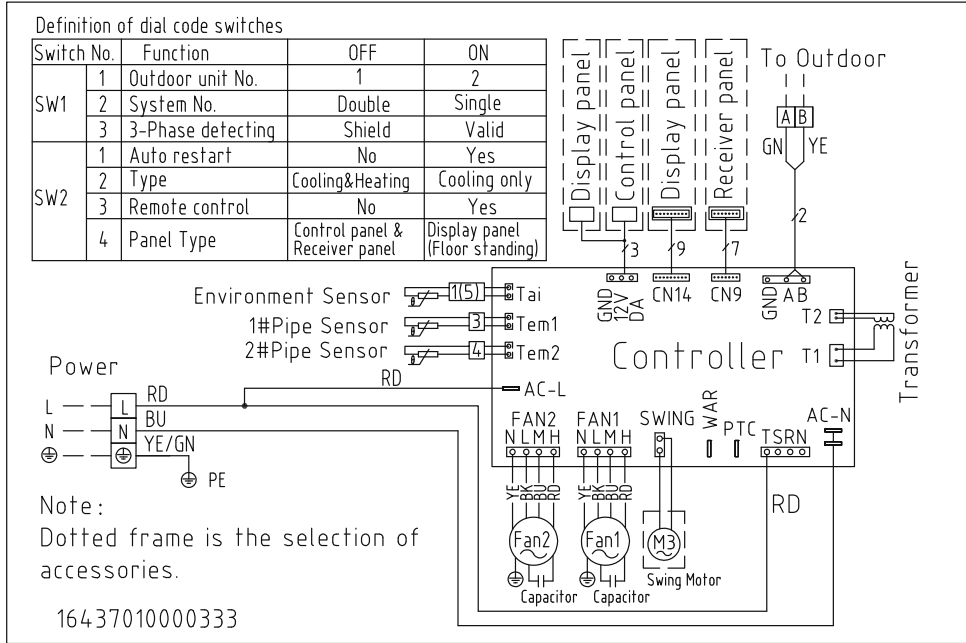 Definition of dial code switches
Switch No. Function OFF ON
SW1
1 Outdoor unit No. 1 2
2 System No. Double Single
3 3-Phase detecting Shield Valid
SW2
1 Auto restart No Yes
2 Type Cooling&Heating Cooling only
3 Remote control No Yes
4 Panel Type Control panel & Display panel
Receiver panel (Floor standing)
Display panel
Control panel
Display panel
Receiver panel
To Outdoor
A B
GN YE
3 9 7 2
GND 12V DA CN14 CN9 GND A B
Environment Sensor 1(5) Tai
1#Pipe Sensor 3 Tem1
2#Pipe Sensor 4 Tem2
Controller
T2
T1
Transformer
Power
L L RD
N N BU
YE/GN
PE
RD
AC-L
FAN2 FAN1 SWING WAR PTC AC-N
N L M H N L M H TSRN
YE BK BU RD YE BK BU RD
RD
Fan2 Fan1 M3
Capacitor Capacitor Swing Motor
Note:
Dotted frame is the selection of
accessories.
16437010000333